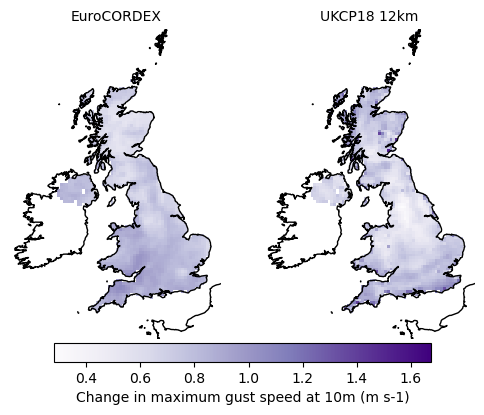 EuroCORDEX
UKCP18 12km
0.4 0.6 0.8 1.0 1.2 1.4 1.6
Change in maximum gust speed at 10m (m s-1)